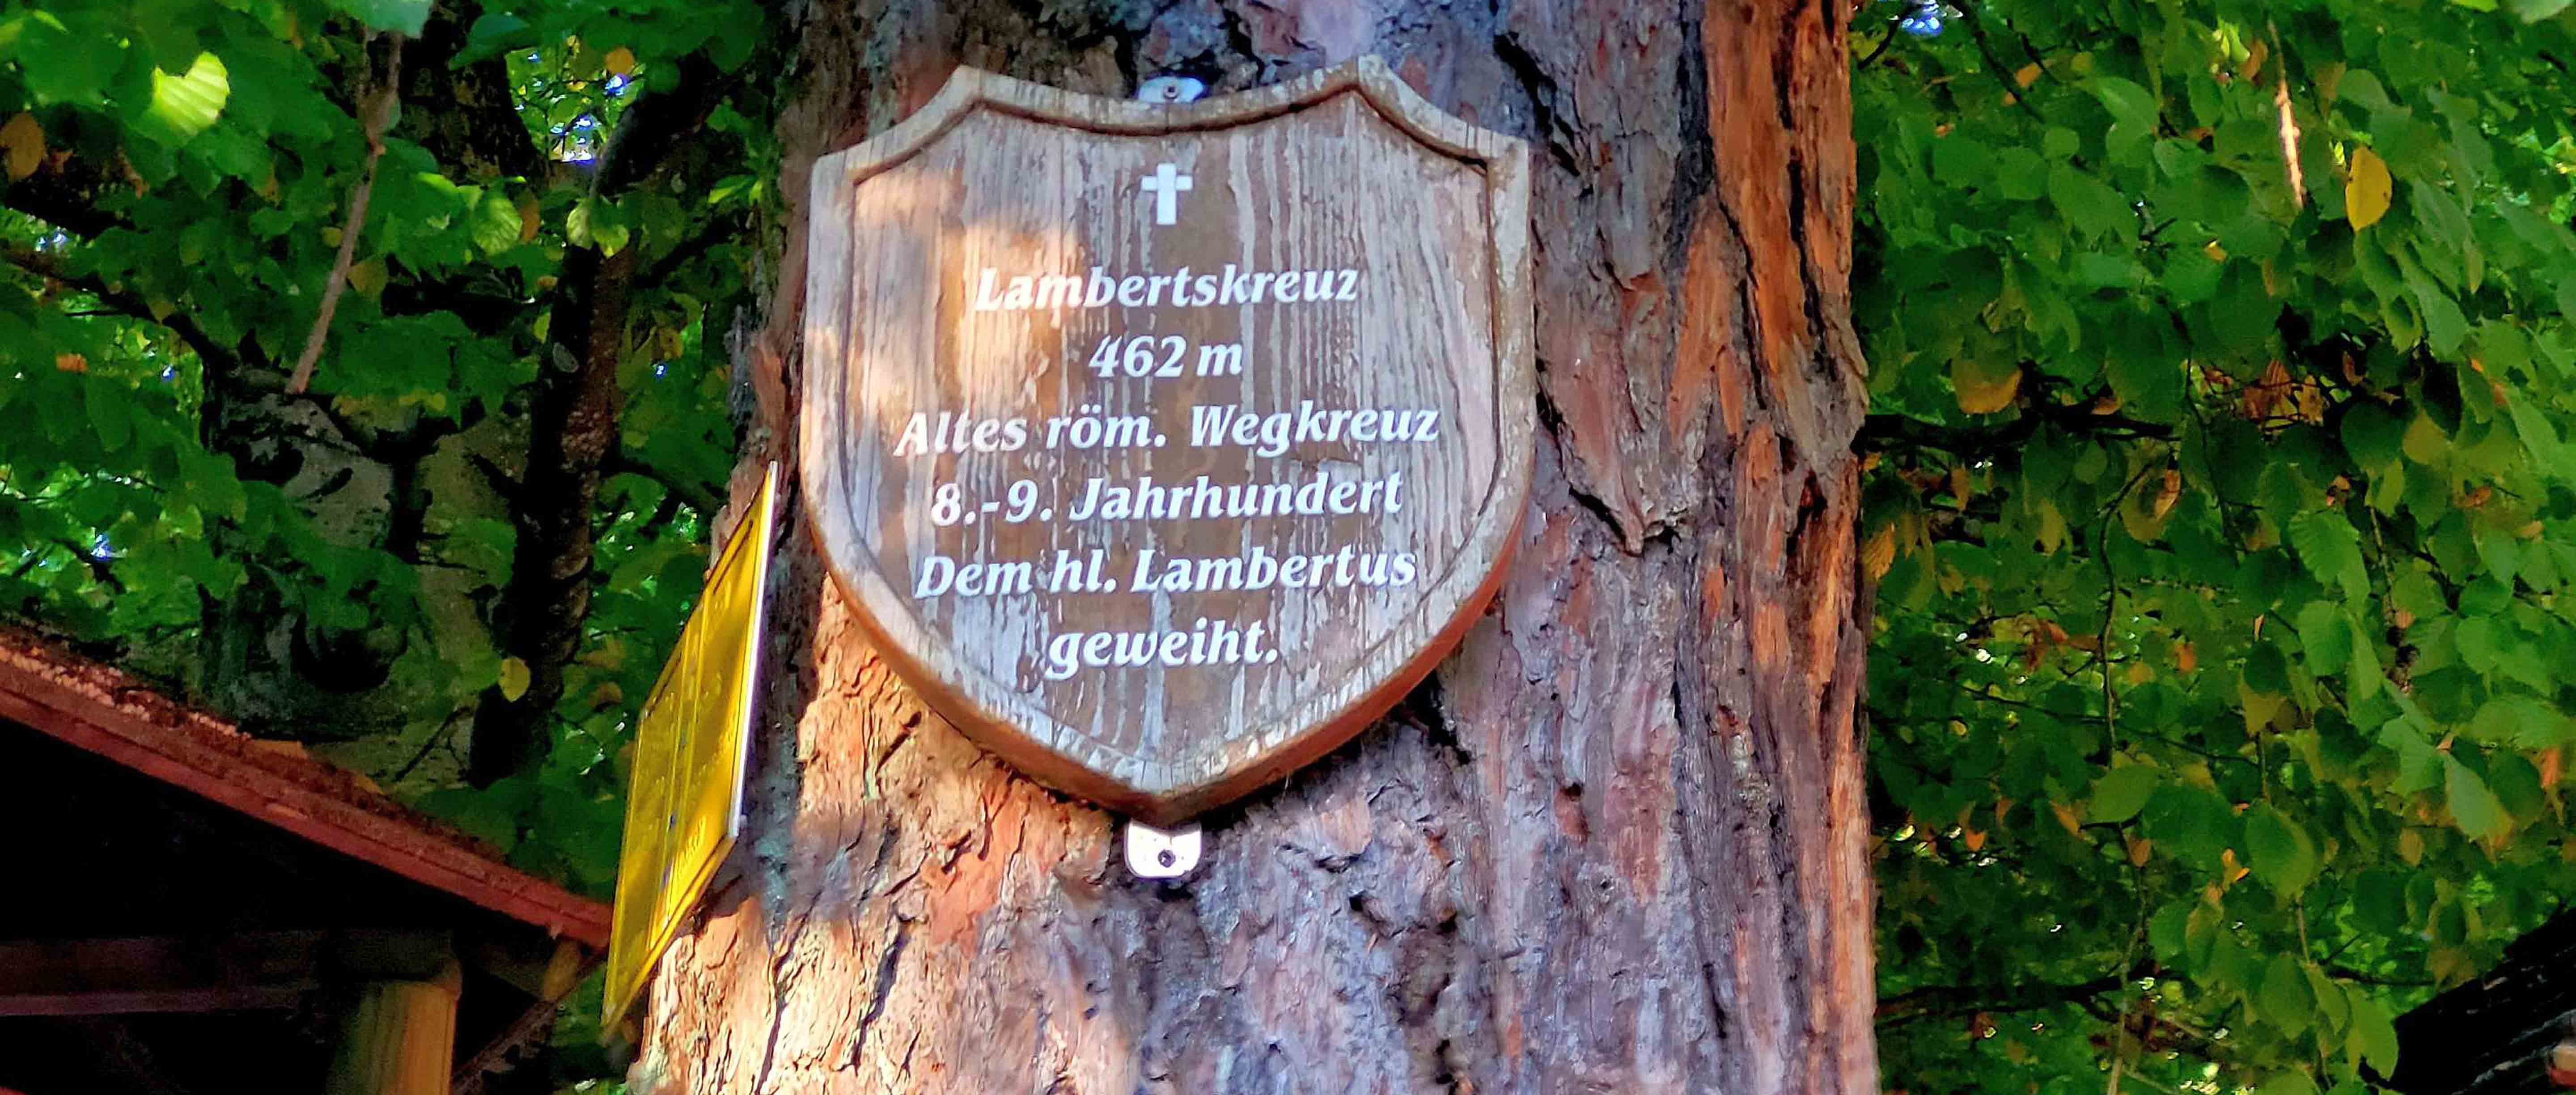 Lambertskreuz
462 m
Altes röm. Wegkreuz
8.-9. Jahrhundert
Dem hl. Lambertus
geweiht.